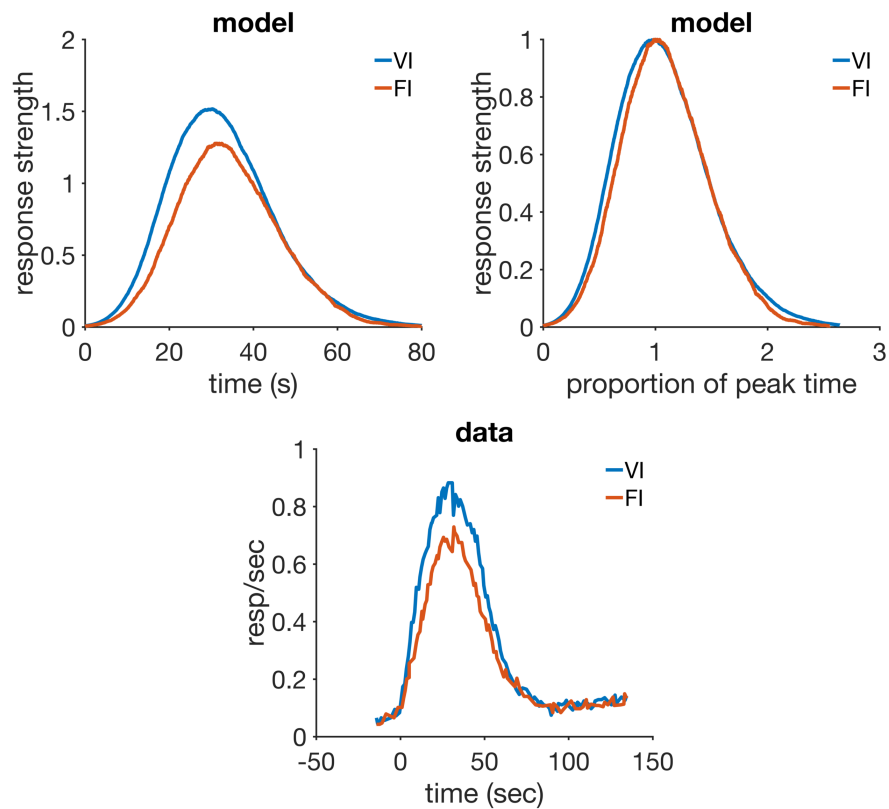 model
2
1.5
1
0.5
0
response strength
VI
FI
0 20 40 60 80
time (s)
model
1
0.8
0.6
0.4
0.2
0
response strength
VI
FI
0 1 2 3
proportion of peak time
data
1
0.8
0.6
0.4
0.2
0
resp/sec
VI
FI
-50 0 50 100 150
time (sec)